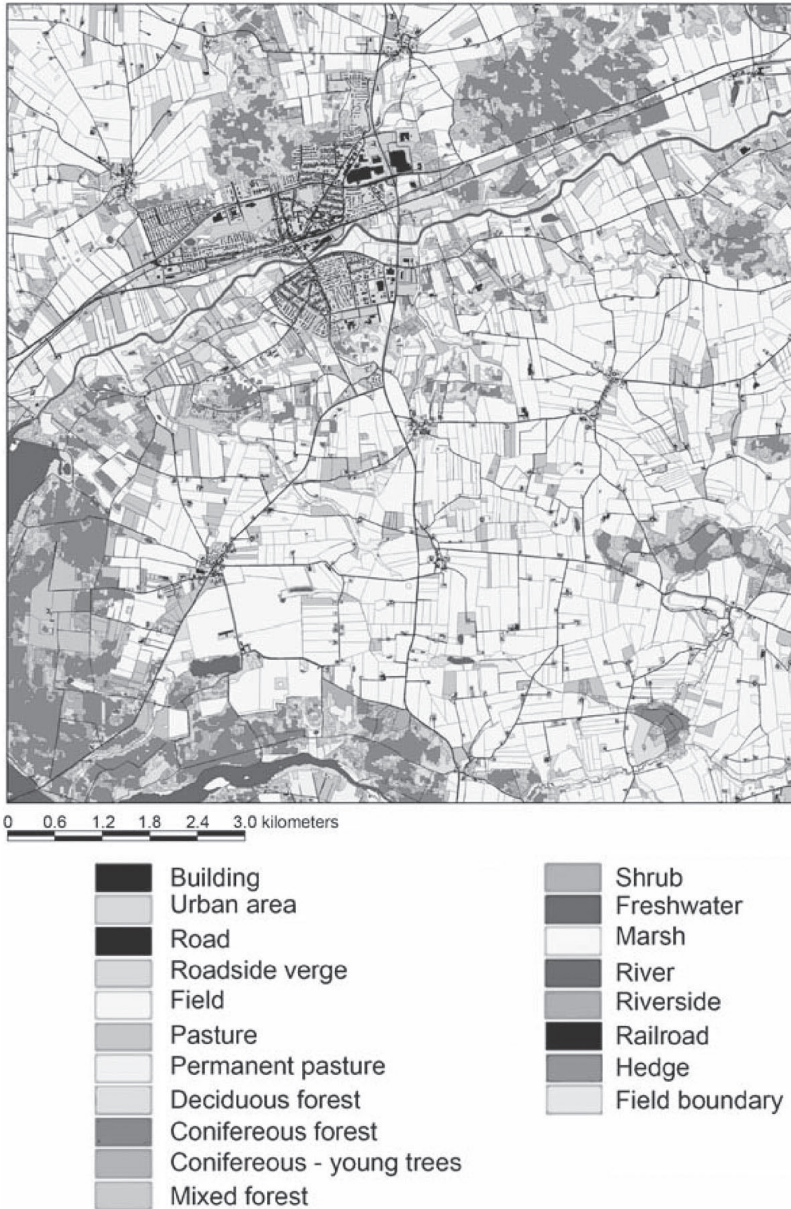 0 0.6 1.2 1.8 2.4 3.0 kilometers
Building
Urban area
Road
Roadside verge
Field
Pasture
Permanent pasture
Deciduous forest
Conifereous forest
Conifereous - young trees
Mixed forest
Shrub
Freshwater
Marsh
River
Riverside
Railroad
Hedge
Field boundary